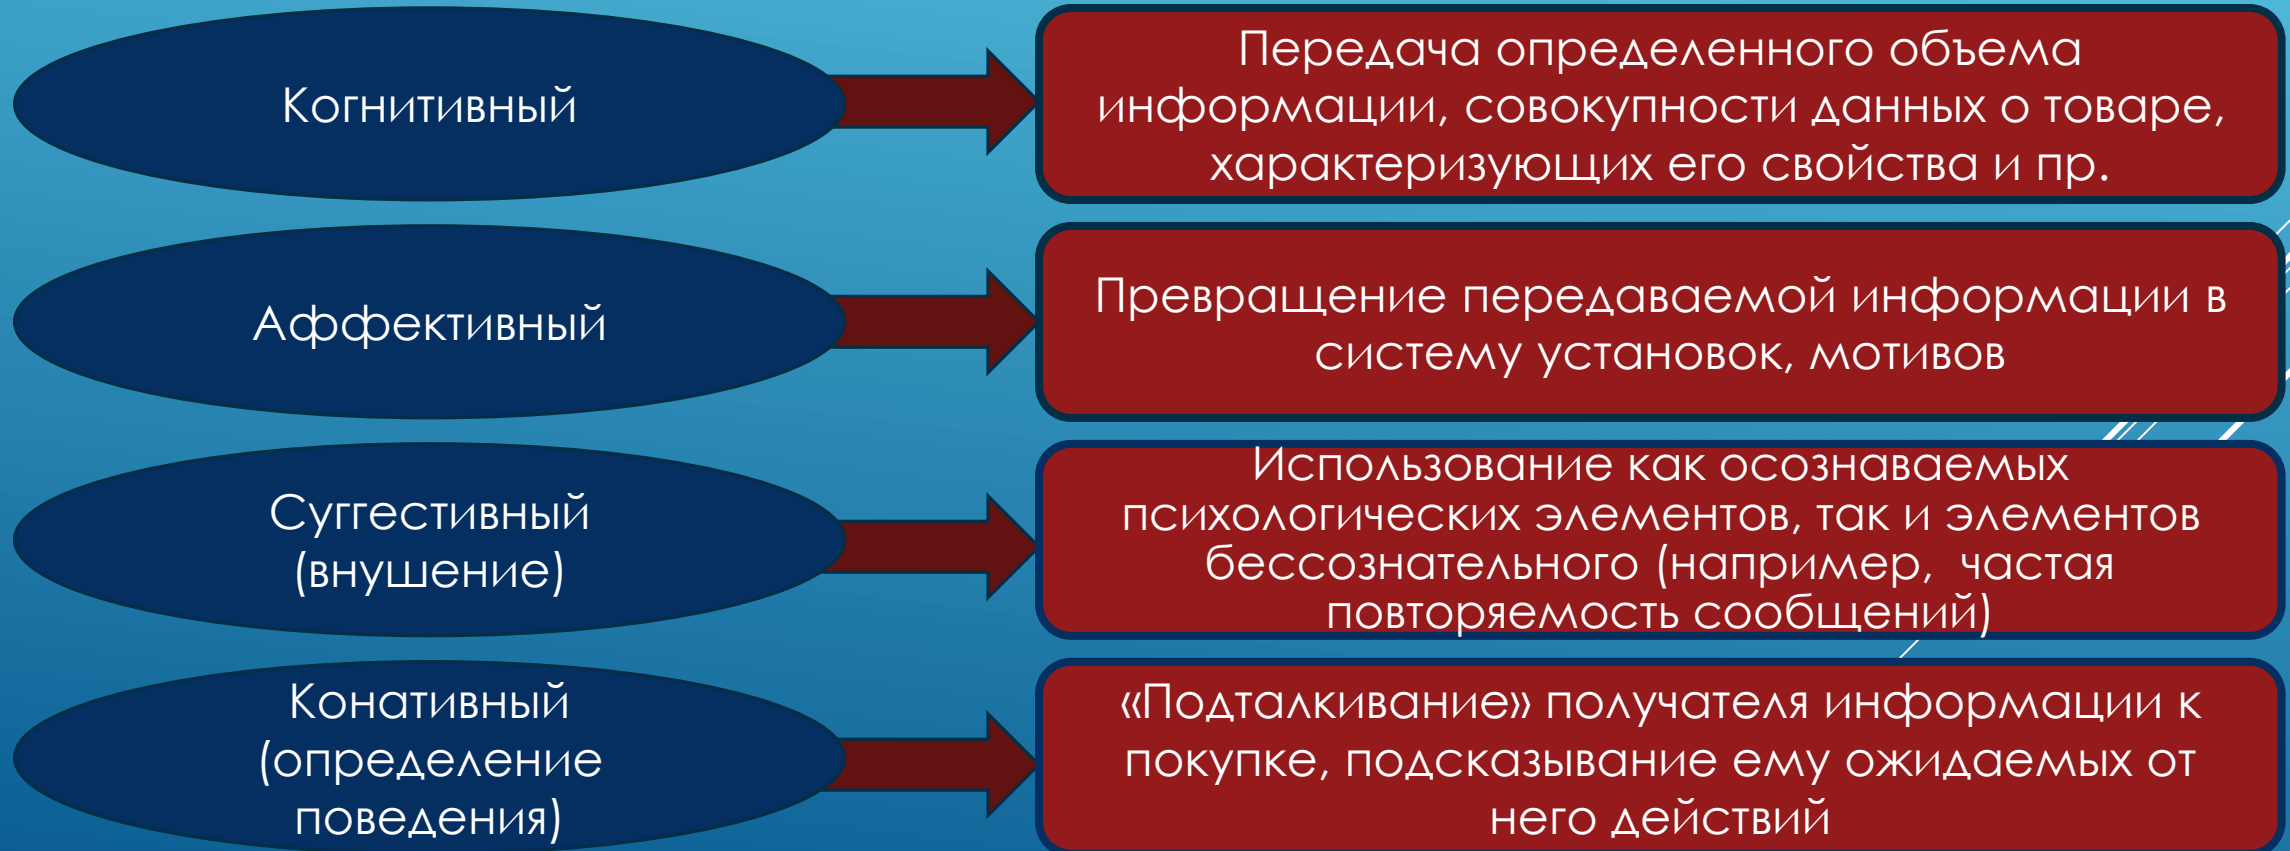 Когнитивный
Передача определенного объема
информации, совокупности данных о товаре,
характеризующих его свойства и пр.
Аффективный
Превращение передаваемой информации в
систему установок, мотивов
Суггестивный
(внушение)
Использование как осознаваемых
психологических элементов, так и элементов
бессознательного (например, частая
повторяемость сообщений)
Конативный
(определение
поведения)
«Подталкивание» получателя информации к
покупке, подсказывание ему ожидаемых от
него действий